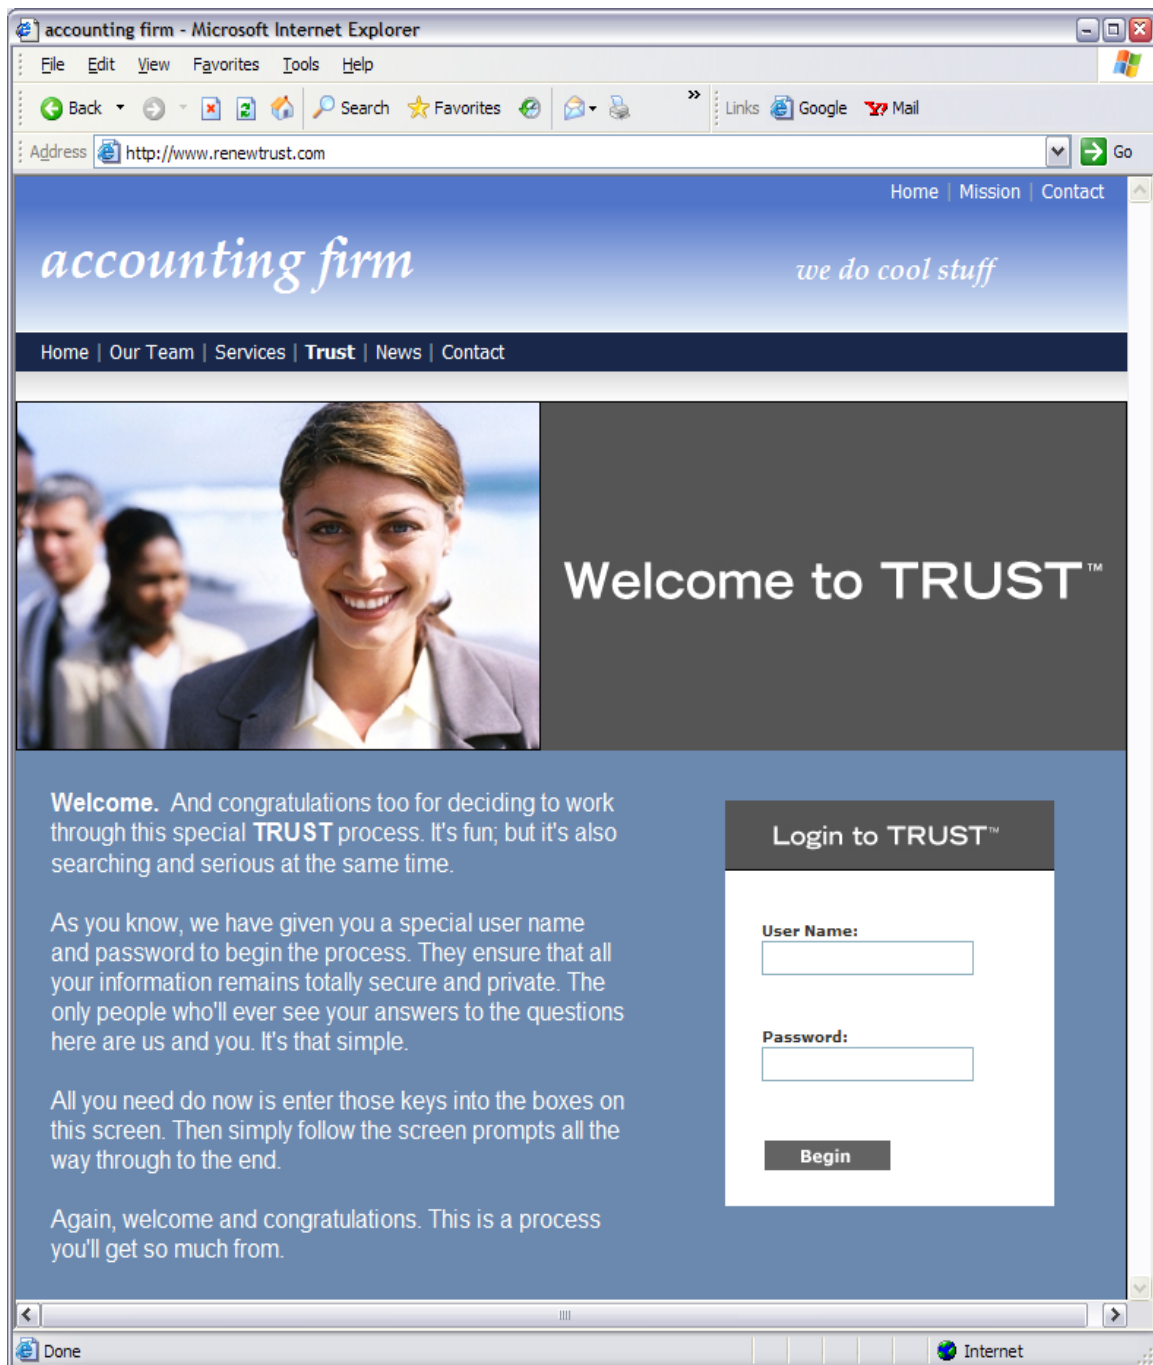 accounting firm - Microsoft Internet Explorer
File Edit View Favorites Tools Help
Back Search Favorites » Links Google Mail
Address http://www.renewtrust.com Go
Home | Mission | Contact
accounting firm
we do cool stuff
Home | Our Team | Services | Trust | News | Contact
Welcome to TRUST™
Welcome. And congratulations too for deciding to work
through this special TRUST process. It's fun; but it's also
searching and serious at the same time.
As you know, we have given you a special user name
and password to begin the process. They ensure that all
your information remains totally secure and private. The
only people who'll ever see your answers to the questions
here are us and you. It's that simple.
All you need do now is enter those keys into the boxes on
this screen. Then simply follow the screen prompts all the
way through to the end.
Again, welcome and congratulations. This is a process
you'll get so much from.
Login to TRUST™
User Name:
Password:
Begin
Done Internet